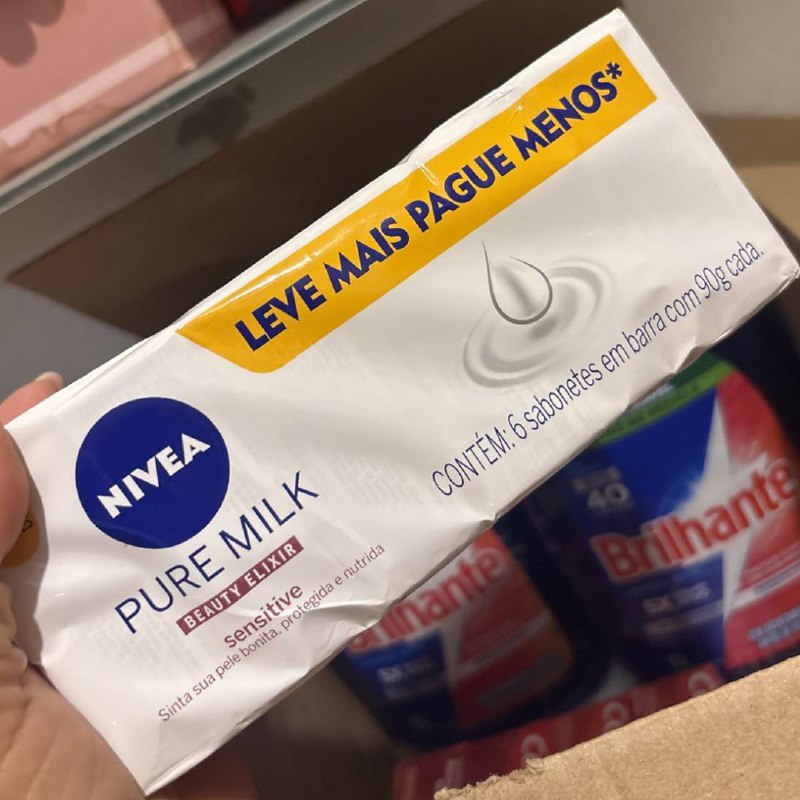 LEVE MAIS PAGUE MENOS*
CONTÉM: 6 sabonetes em barra com 90g cada.
NIVEA
PURE MILK
BEAUTY ELIXIR
sensitive
Sinta sua pele bonita, protegida e nutrida
40
Brilhante
Brilhante